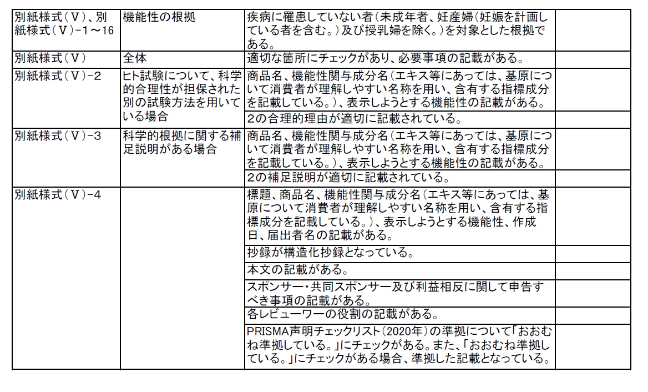 別紙様式(Ⅴ)、別
紙様式(Ⅴ)-1～16
機能性の根拠
疾病に罹患していない者(未成年者、妊産婦(妊娠を計画し
ている者を含む。)及び授乳婦を除く。)を対象とした根拠で
ある。
別紙様式(Ⅴ)
全体
適切な箇所にチェックがあり、必要事項の記載がある。
別紙様式(Ⅴ)-2
ヒト試験について、科学
的合理性が担保された
別の試験方法を用いて
いる場合
商品名、機能性関与成分名(エキス等にあっては、基原につ
いて消費者が理解しやすい名称を用い、含有する指標成分
を記載している。)、表示しようとする機能性の記載がある。
2の合理的理由が適切に記載されている。
別紙様式(Ⅴ)-3
科学的根拠に関する補
足説明がある場合
商品名、機能性関与成分名(エキス等にあっては、基原につ
いて消費者が理解しやすい名称を用い、含有する指標成分
を記載している。)、表示しようとする機能性の記載がある。
2の補足説明が適切に記載されている。
別紙様式(Ⅴ)-4
標題、商品名、機能性関与成分名(エキス等にあっては、基
原について消費者が理解しやすい名称を用い、含有する指
標成分を記載している。)、表示しようとする機能性、作成
日、届出者名の記載がある。
抄録が構造化抄録となっている。
本文の記載がある。
スポンサー・共同スポンサー及び利益相反に関して申告す
べき事項の記載がある。
各レビューワーの役割の記載がある。
PRISMA声明チェックリスト(2020年)の準拠について「おおむ
ね準拠している。」にチェックがある。また、「おおむね準拠し
ている。」にチェックがある場合、準拠した記載となっている。